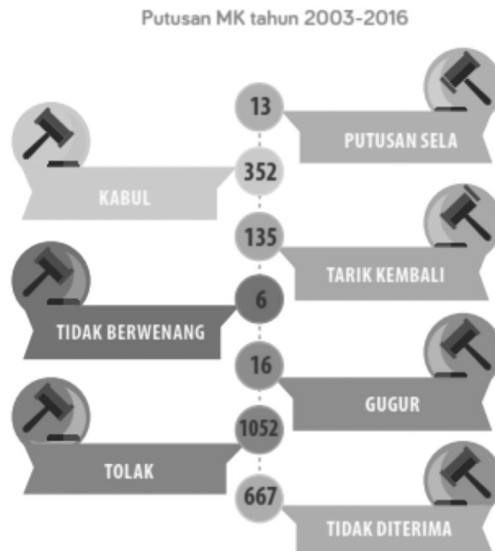 Putusan MK tahun 2003-2016
13
PUTUSAN SELA
352
KABUL
135
TARIK KEMBALI
6
TIDAK BERWENANG
16
GUGUR
1052
TOLAK
667
TIDAK DITERIMA